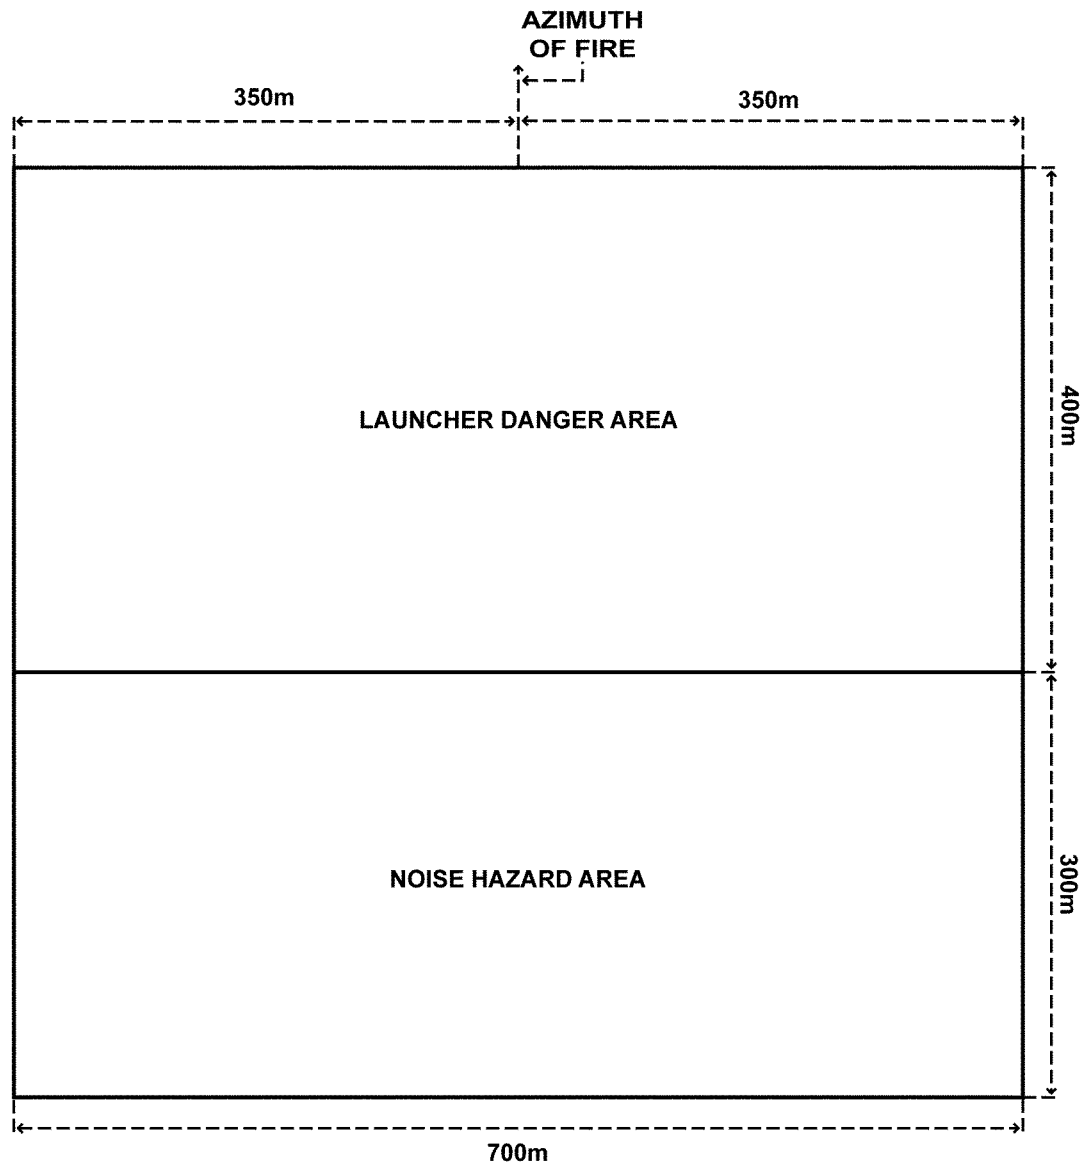 AZIMUTH
OF FIRE
350m
350m
LAUNCHER DANGER AREA
400m
NOISE HAZARD AREA
300m
700m